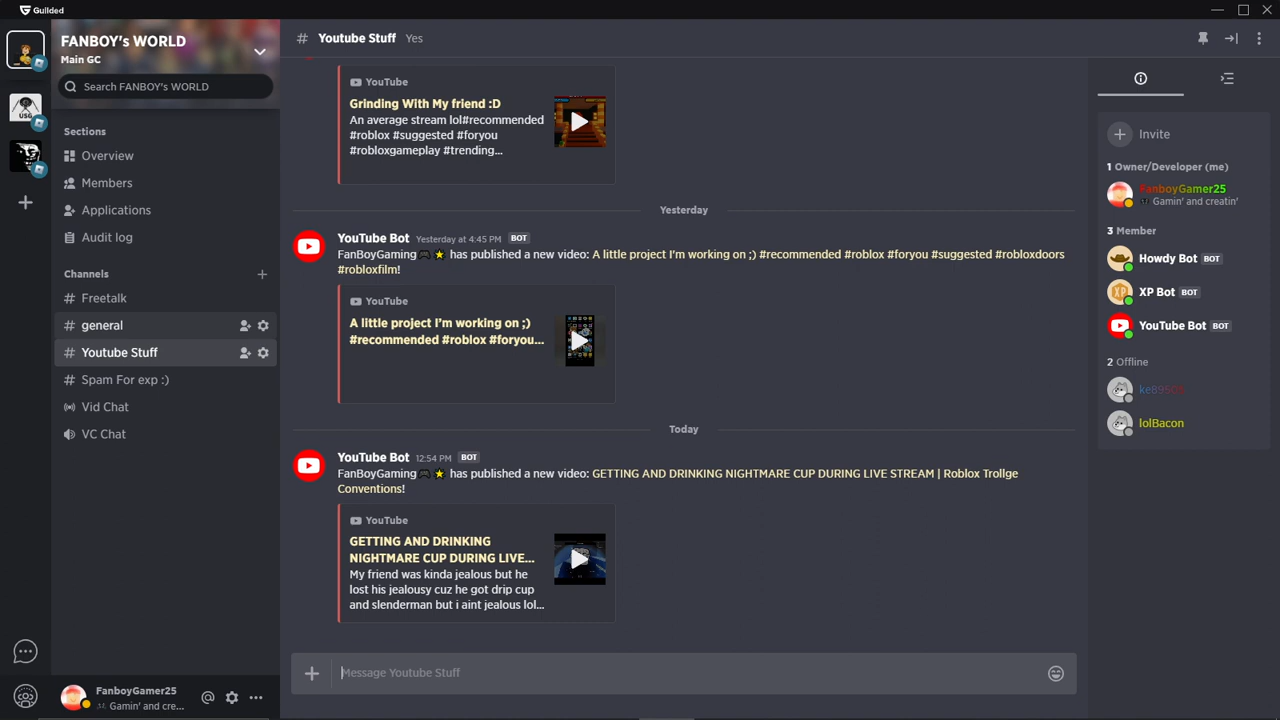 Guilded
FANBOY's WORLD
Main GC
Search FANBOY's WORLD
Sections
Overview
Members
Applications
Audit log
Channels
Freetalk
general
Youtube Stuff
Spam For exp :)
Vid Chat
VC Chat
FanboyGamer25
Gamin' and cre...
# Youtube Stuff Yes
YouTube
Grinding With My friend :D
An average stream lol#recommended
#roblox #suggested #foryou
#robloxgameplay #trending...
Yesterday
YouTube Bot Yesterday at 4:45 PM BOT
FanBoyGaming🎮⭐ has published a new video: A little project I'm working on ;) #recommended #roblox #foryou #suggested #robloxdoors
#robloxfilm!
YouTube
A little project I'm working on ;)
#recommended #roblox #foryou...
Today
YouTube Bot 12:54 PM BOT
FanBoyGaming🎮⭐ has published a new video: GETTING AND DRINKING NIGHTMARE CUP DURING LIVE STREAM | Roblox Trollge
Conventions!
YouTube
GETTING AND DRINKING
NIGHTMARE CUP DURING LIVE...
My friend was kinda jealous but he
lost his jealousy cuz he got drip cup
and slenderman but i aint jealous lol...
Message Youtube Stuff
Invite
1 Owner/Developer (me)
FanboyGamer25
Gamin' and creatin'
3 Member
Howdy Bot BOT
XP Bot BOT
YouTube Bot BOT
2 Offline
lolBacon